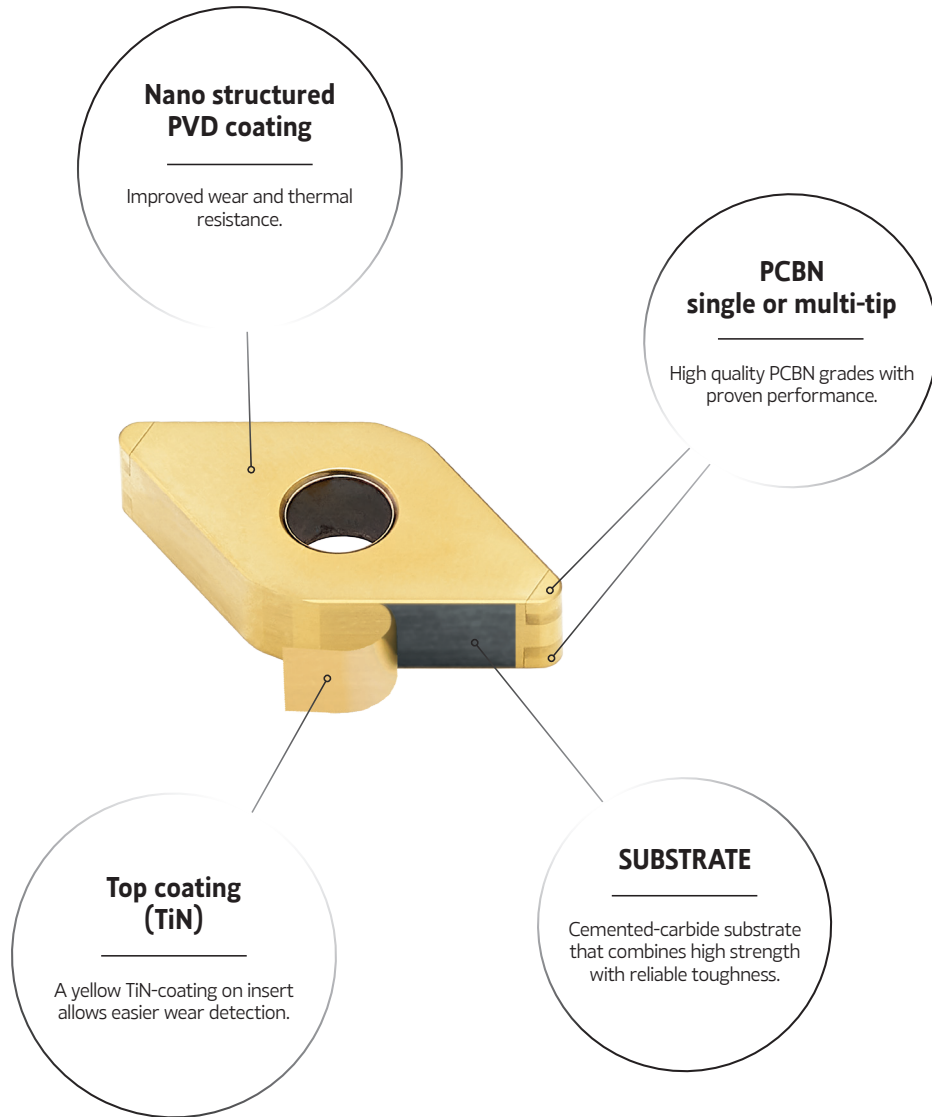 Nano structured
PVD coating
Improved wear and thermal
resistance.
PCBN
single or multi-tip
High quality PCBN grades with
proven performance.
Top coating
(TiN)
A yellow TiN-coating on insert
allows easier wear detection.
SUBSTRATE
Cemented-carbide substrate
that combines high strength
with reliable toughness.